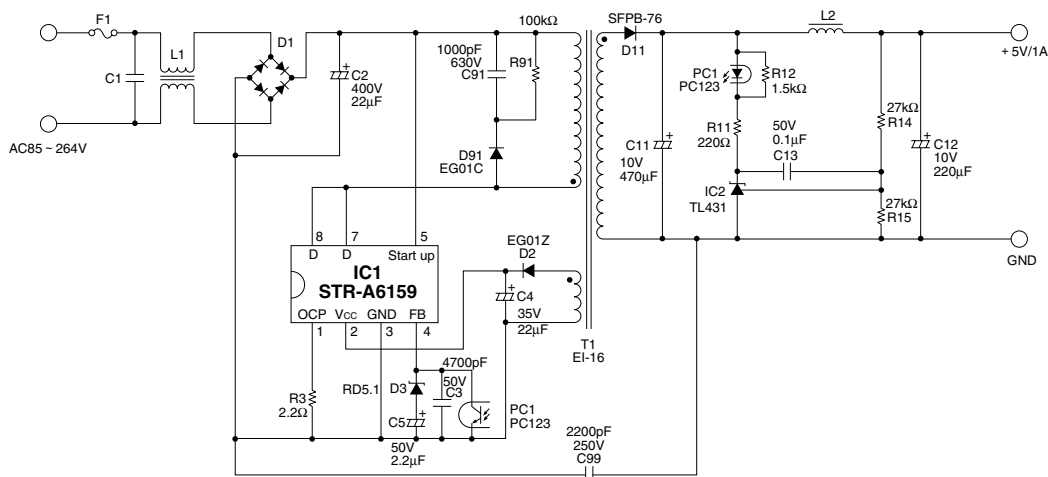 F1
L1
D1
C1
AC85 ~ 264V
C2
400V
22µF
1000pF
630V
C91
100kΩ
R91
D91
EG01C
SFPB-76
D11
L2
+ 5V/1A
PC1
PC123
R12
1.5kΩ
R11
220Ω
50V
0.1µF
C13
27kΩ
R14
C11
10V
470µF
IC2
TL431
27kΩ
R15
C12
10V
220µF
GND
8
7
5
D
D
Start up
IC1
STR-A6159
OCP
VCC
GND
FB
1
2
3
4
EG01Z
D2
C4
35V
22µF
T1
EI-16
R3
2.2Ω
RD5.1
D3
4700pF
50V
C3
C5
50V
2.2µF
PC1
PC123
2200pF
250V
C99